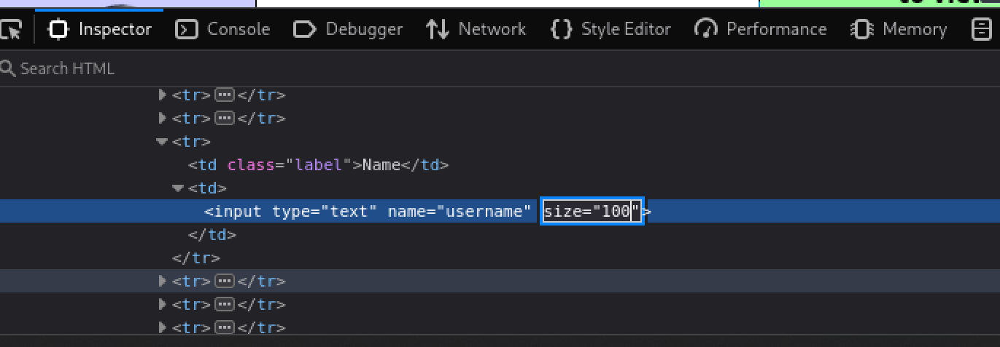 Inspector Console Debugger Network Style Editor Performance Memory
Search HTML
<tr>⋯</tr>
<tr>⋯</tr>
<tr>
<td class="label">Name</td>
<td>
<input type="text" name="username" size="100">
</td>
</tr>
<tr>⋯</tr>
<tr>⋯</tr>
<tr>⋯</tr>